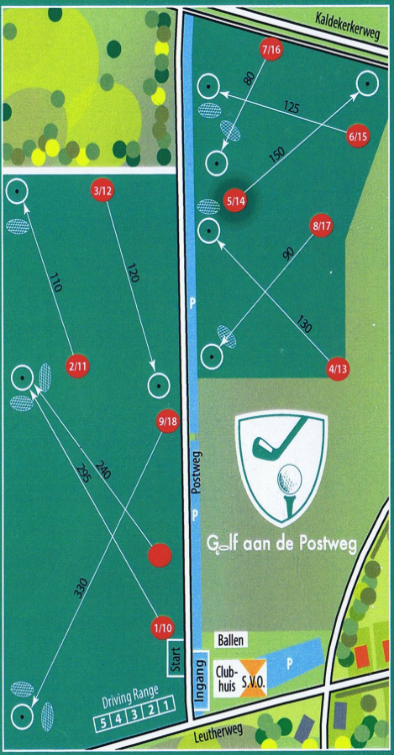 Kaldekerkerweg
7/16
80
125
6/15
150
3/12
5/14
8/17
90
120
110
P
130
2/11
4/13
9/18
Postweg
240
295
P
Golf aan de Postweg
330
1/10
Start
Ballen
Ingang
Club-
huis
S.V.O.
P
Driving Range
5 4 3 2 1
Leutherweg